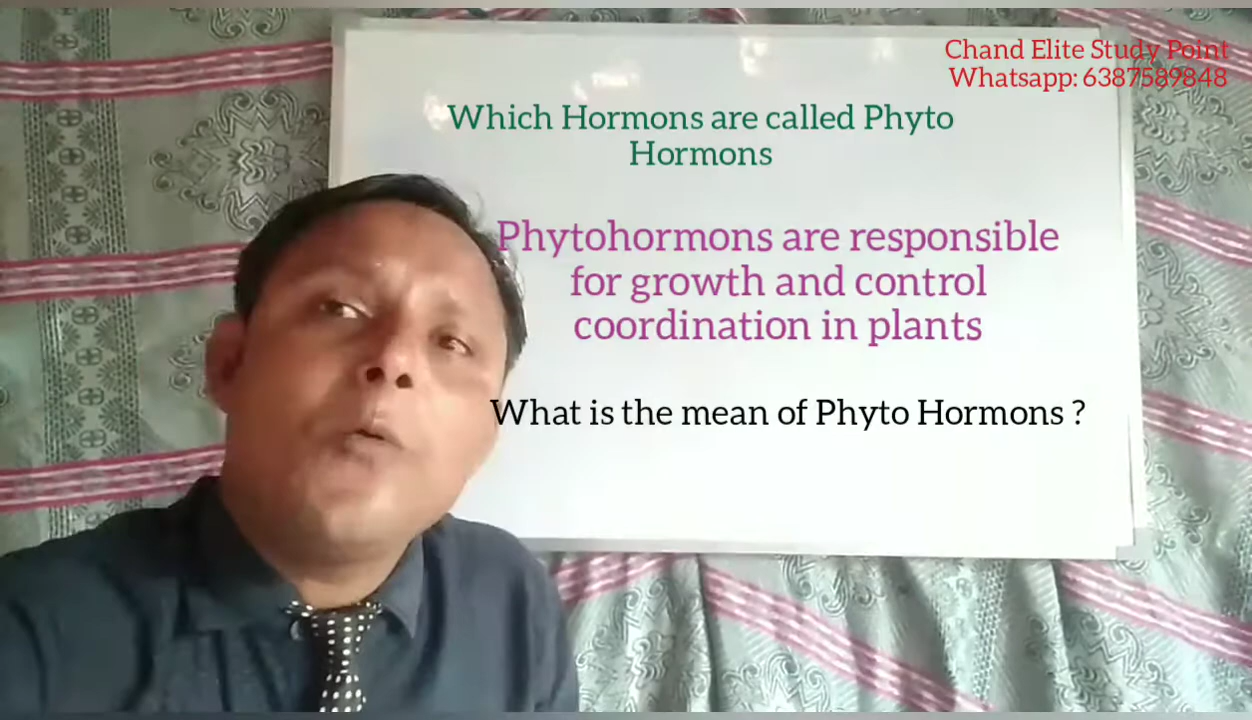 Chand Elite Study Point
Whatsapp: 6387589848
Which Hormons are called Phyto
Hormons
Phytohormons are responsible
for growth and control
coordination in plants
What is the mean of Phyto Hormons ?